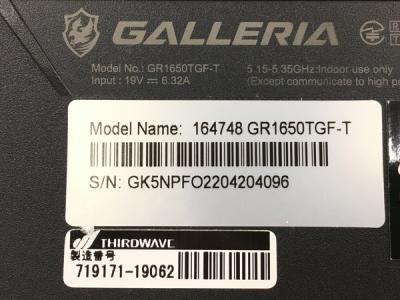 GALLERIA
Model No.: GR1650TGF-T
Input : 19V ⎓ 6.32A
5.15-5.35GHz:Indoor use only
(Except communicate to high po
R
T
Model Name: 164748 GR1650TGF-T
S/N: GK5NPFO2204204096
THIRDWAVE
製造番号
719171-19062